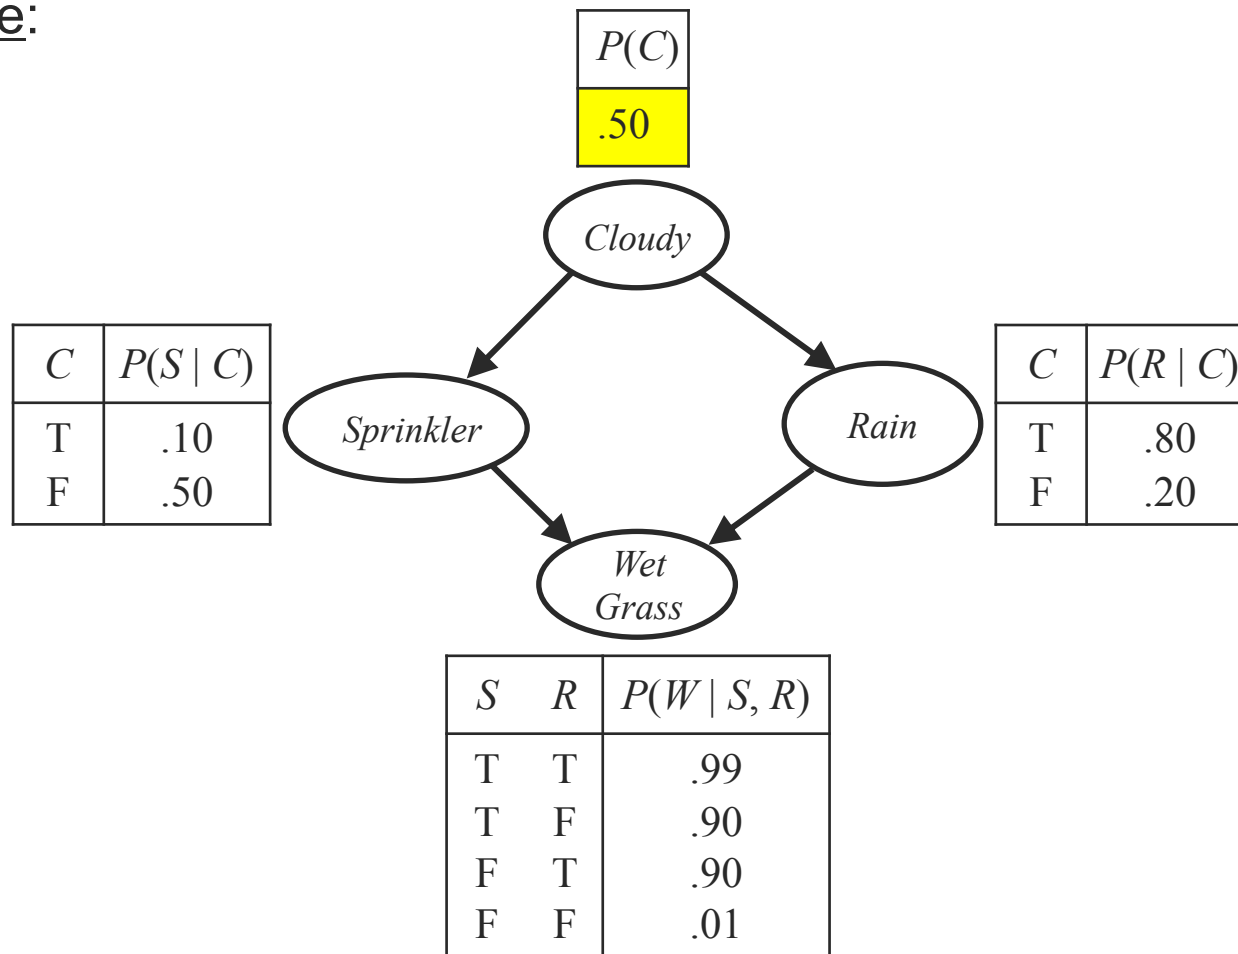 e:
P(C)
.50
Cloudy
C P(S | C)
T .10
F .50
Sprinkler
Rain
C P(R | C)
T .80
F .20
Wet
Grass
S R P(W | S, R)
T T .99
T F .90
F T .90
F F .01